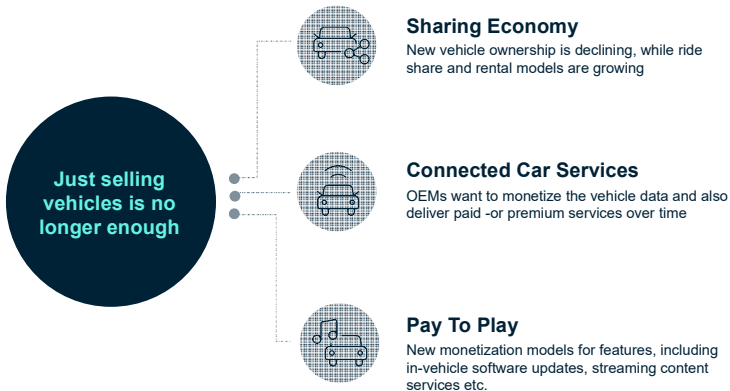 Just selling
vehicles is no
longer enough
Sharing Economy
New vehicle ownership is declining, while ride
share and rental models are growing
Connected Car Services
OEMs want to monetize the vehicle data and also
deliver paid -or premium services over time
Pay To Play
New monetization models for features, including
in-vehicle software updates, streaming content
services etc.